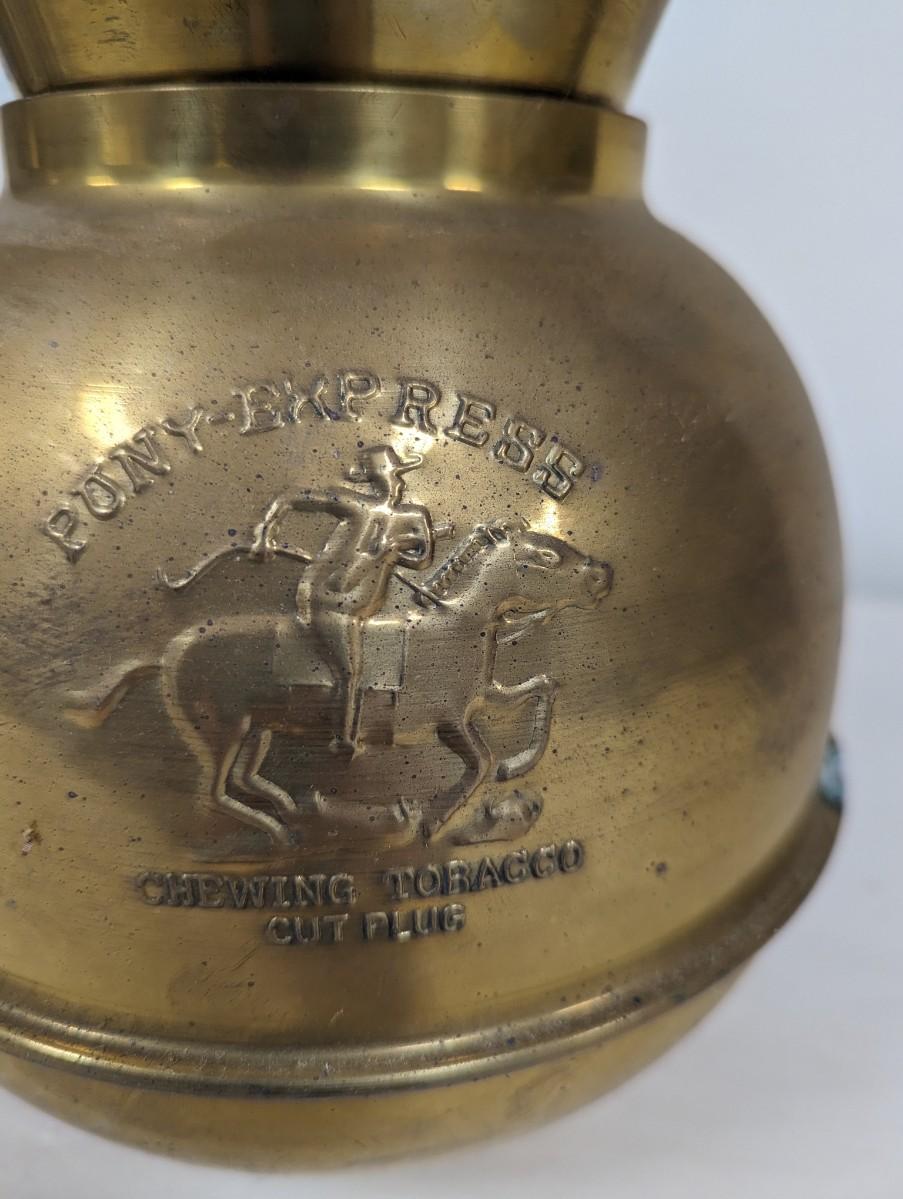 PONY-EXPRESS
CHEWING TOBACCO
CUT PLUG